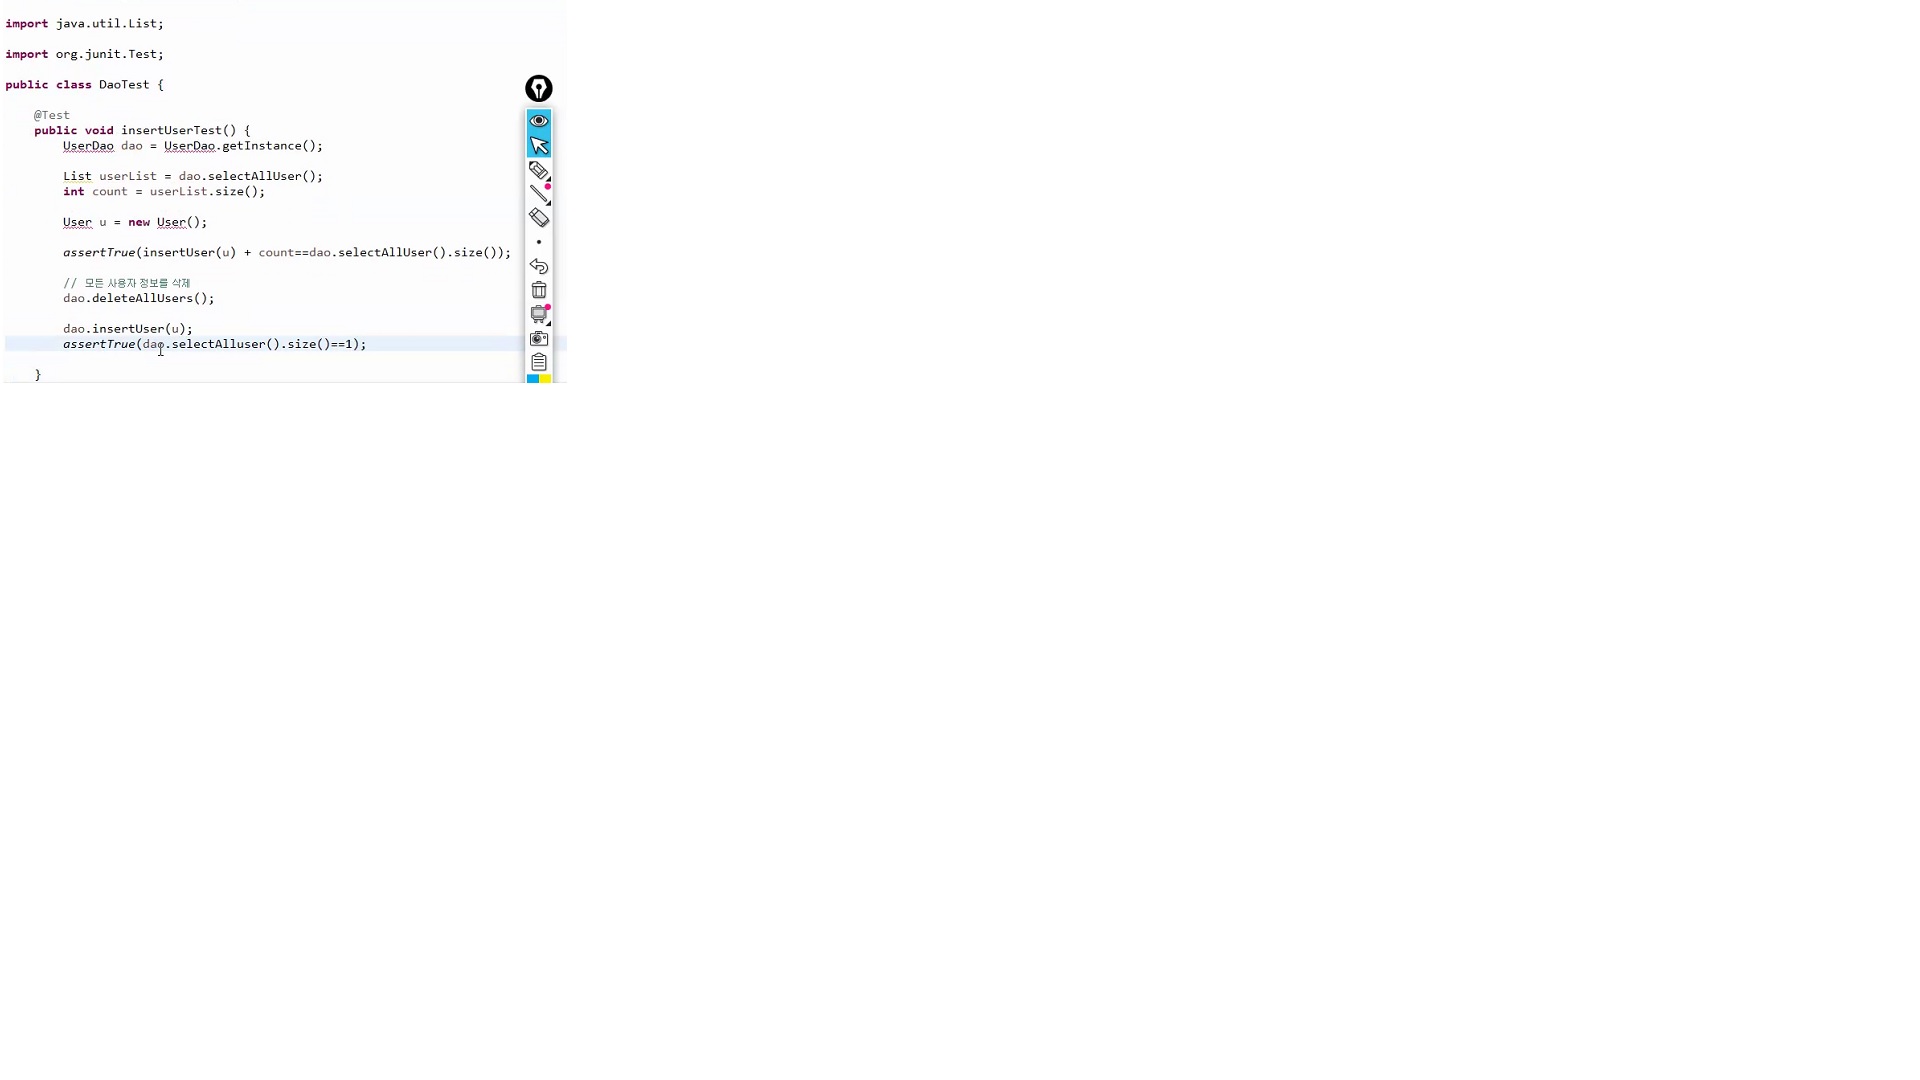 import java.util.List;
import org.junit.Test;
public class DaoTest {
@Test
public void insertUserTest() {
UserDao dao = UserDao.getInstance();
List userList = dao.selectAllUser();
int count = userList.size();
User u = new User();
assertTrue(insertUser(u) + count==dao.selectAllUser().size());
// 모든 사용자 정보를 삭제
dao.deleteAllUsers();
dao.insertUser(u);
assertTrue(dao.selectAlluser().size()==1);
}